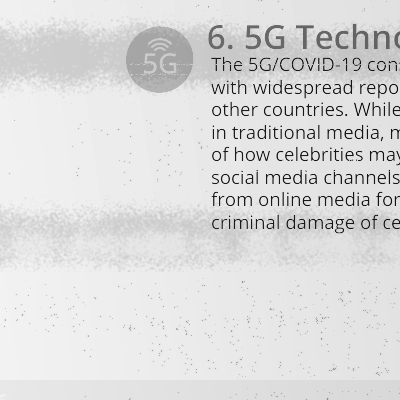 5G
6. 5G Techno
The 5G/COVID-19 cons
with widespread repo
other countries. While
in traditional media, m
of how celebrities may
social media channels
from online media for
criminal damage of ce